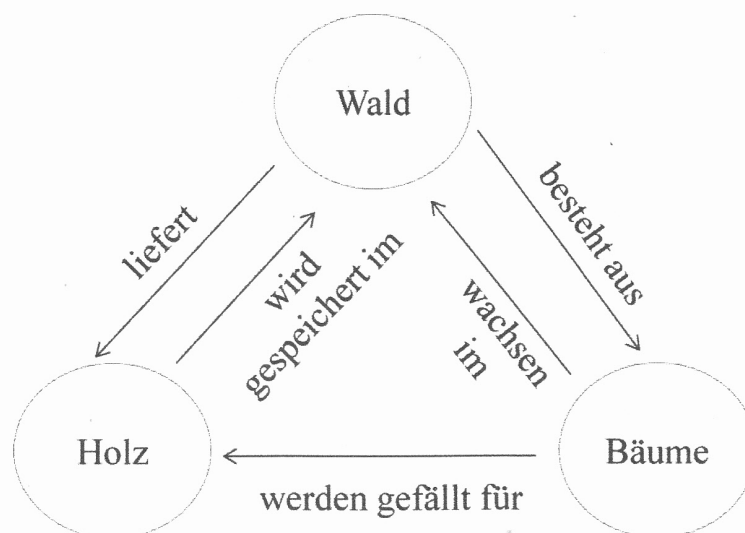 Wald
liefert
wird
gespeichert im
wachsen
im
besteht aus
Holz
Bäume
werden gefällt für